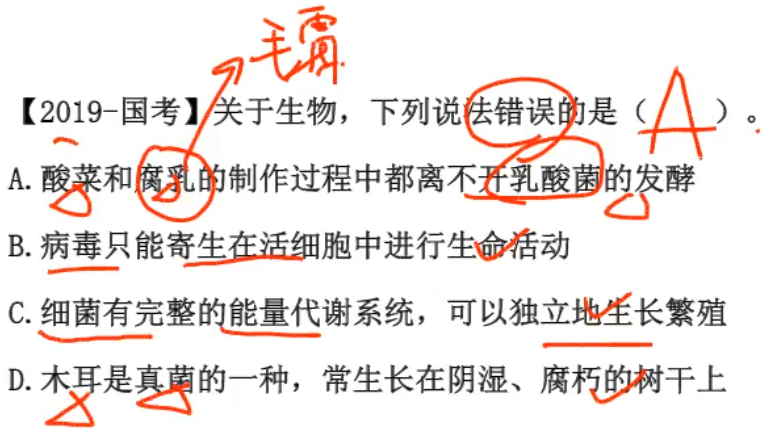 毛霉
【2019-国考】关于生物，下列说法错误的是（ A ）。
A.酸菜和腐乳的制作过程中都离不开乳酸菌的发酵
B.病毒只能寄生在活细胞中进行生命活动
C.细菌有完整的能量代谢系统，可以独立地生长繁殖
D.木耳是真菌的一种，常生长在阴湿、腐朽的树干上